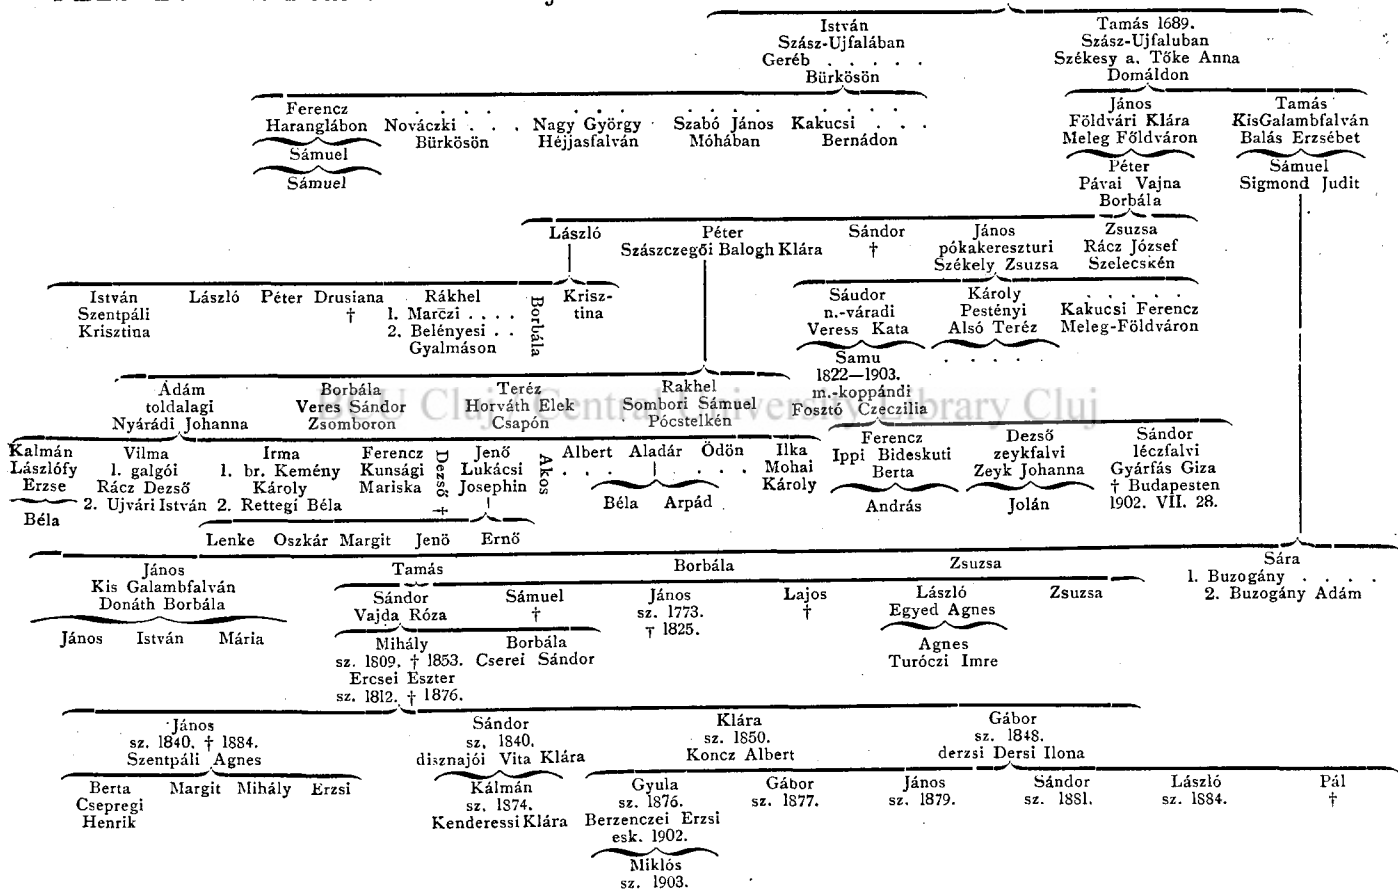 István
Szász-Ujfalában
Geréb . . . . .
Bürkösön
Tamás 1689.
Szász-Ujfaluban
Székesy a. Tőke Anna
Domáldon
Ferencz
Haranglábon
Sámuel
Sámuel
. . . . .
Nováczki . . .
Bürkösön
. . . . .
Nagy György
Héjjasfalván
. . . . .
Szabó János
Móhában
. . . . .
Kakucsi . . .
Bernádon
János
Földvári Klára
Meleg Főldváron
Tamás
KisGalambfalván
Balás Erzsébet
Péter
Pávai Vajna
Borbála
Sámuel
Sigmond Judit
László
Péter
Szászczegői Balogh Klára
Sándor
†
János
pókakereszturi
Székely Zsuzsa
Zsuzsa
Rácz József
Szelecskén
István
Szentpáli
Krisztina
László
Péter
Drusiana
†
Rákhel
1. Marczi . . . .
2. Belényesi . .
Gyalmáson
Borbála
Krisz-
tina
Sáudor
n.-váradi
Veress Kata
Károly
Pestényi
Alsó Teréz
. . . . .
. . . . .
Kakucsi Ferencz
Meleg-Földváron
Samu
1822—1903.
m.-koppándi
Fosztó Czeczilia
BCU Cluj / Central University Library Cluj
Ádám
toldalagi
Nyárádi Johanna
Borbála
Veres Sándor
Zsomboron
Teréz
Horváth Elek
Csapón
Rakhel
Sombori Sámuel
Pócstelkén
Kalmán
Lászlófy
Erzse
Béla
Vilma
1. galgói
Rácz Dezső
2. Ujvári István
Irma
1. br. Kemény
Károly
2. Rettegi Béla
Ferencz
Kunsági
Mariska
Dezső †
Jenő
Lukácsi
Josephin
Akos
Albert
. . . .
Aladár
Ödön
. . . .
Béla
Arpád
Ilka
Mohai
Károly
Ferencz
Ippi Bideskuti
Berta
András
Dezső
zeykfalvi
Zeyk Johanna
Jolán
Sándor
léczfalvi
Gyárfás Giza
† Budapesten
1902. VII. 28.
Lenke Oszkár Margit Jenö Ernő
János
Kis Galambfalván
Donáth Borbála
Tamás
Borbála
Zsuzsa
Sára
1. Buzogány . . . .
2. Buzogány Adám
János István Mária
Sándor
Vajda Róza
Sámuel
†
János
sz. 1773.
† 1825.
Lajos
†
László
Egyed Agnes
Zsuzsa
Agnes
Turóczi Imre
Mihály
sz. 1809. † 1853.
Ercsei Eszter
sz. 1812. † 1876.
Borbála
Cserei Sándor
János
sz. 1840. † 1884.
Szentpáli Agnes
Sándor
sz. 1840.
disznajói Vita Klára
Klára
sz. 1850.
Koncz Albert
Gábor
sz. 1848.
derzsi Dersi Ilona
Berta
Csepregi
Henrik
Margit
Mihály
Erzsi
Kálmán
sz. 1874.
Kenderessi Klára
Gyula
sz. 1876.
Berzenczei Erzsi
esk. 1902.
Miklós
sz. 1903.
Gábor
sz. 1877.
János
sz. 1879.
Sándor
sz. 1881.
László
sz. 1884.
Pál
†